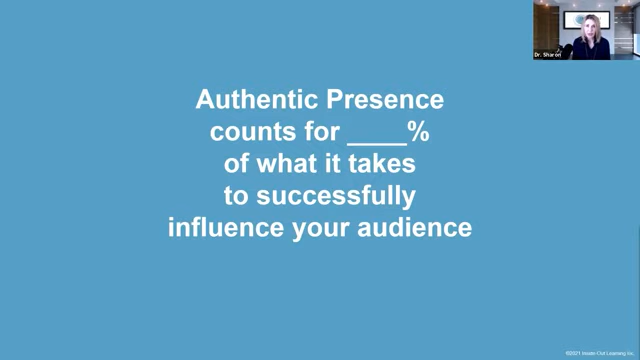 Authentic Presence
counts for ____%
of what it takes
to successfully
influence your audience
Dr. Sharon
©2021 Inside-Out Learning Inc.